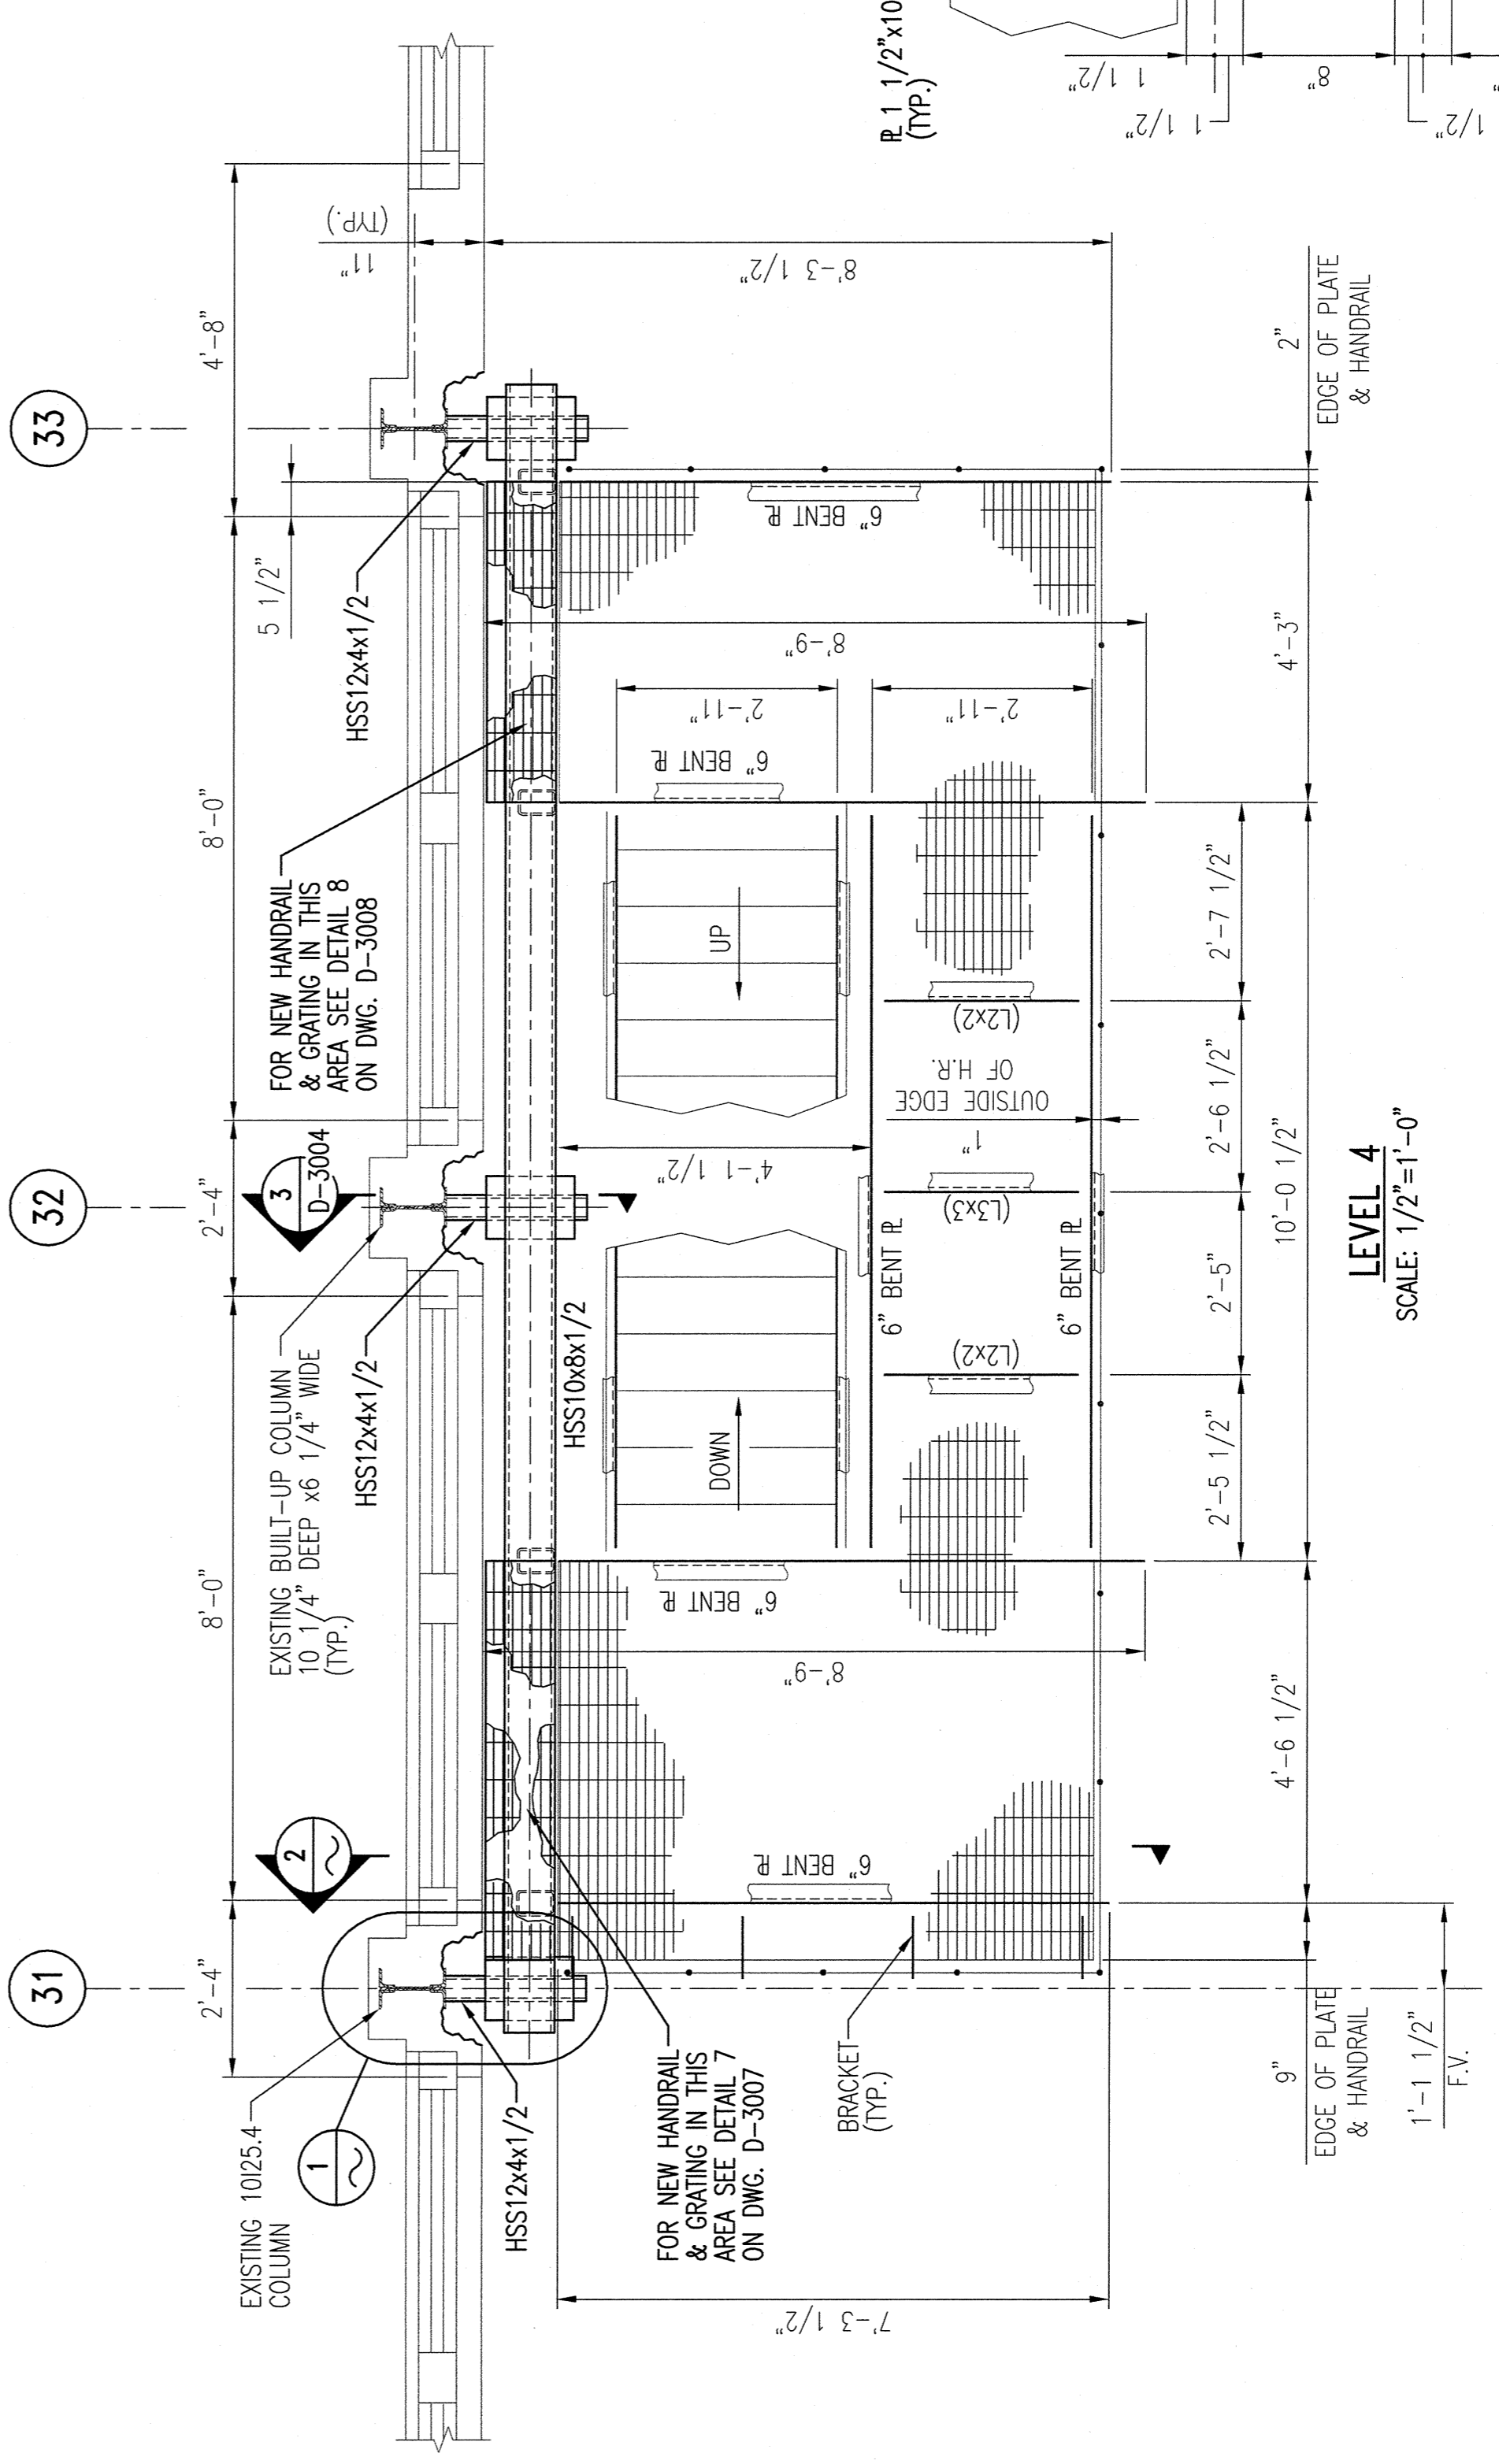 31
32
33
2'-4"
8'-0"
2'-4"
8'-0"
4'-8"
5 1/2"
11"
(TYP.)
EXISTING 10I25.4
COLUMN
1
2
3
D-3004
EXISTING BUILT-UP COLUMN
10 1/4" DEEP x6 1/4" WIDE
(TYP.)
FOR NEW HANDRAIL
& GRATING IN THIS
AREA SEE DETAIL 8
ON DWG. D-3008
HSS12x4x1/2
HSS12x4x1/2
HSS12x4x1/2
HSS10x8x1/2
FOR NEW HANDRAIL
& GRATING IN THIS
AREA SEE DETAIL 7
ON DWG. D-3007
BRACKET
(TYP.)
7'-3 1/2"
6" BENT PL
6" BENT PL
8'-9"
DOWN
UP
4'-1 1/2"
6" BENT PL
6" BENT PL
(L2x2)
(L3x3)
(L2x2)
1"
OUTSIDE EDGE
OF H.R.
6" BENT PL
2'-11"
2'-11"
8'-9"
6" BENT PL
8'-3 1/2"
2'-5 1/2"
2'-5"
2'-6 1/2"
2'-7 1/2"
9"
EDGE OF PLATE
& HANDRAIL
1'-1 1/2"
F.V.
4'-6 1/2"
10'-0 1/2"
4'-3"
2"
EDGE OF PLATE
& HANDRAIL
LEVEL 4
SCALE: 1/2"=1'-0"
PL 1 1/2"x10
(TYP.)
1 1/2"
1 1/2"
8"
1/2"